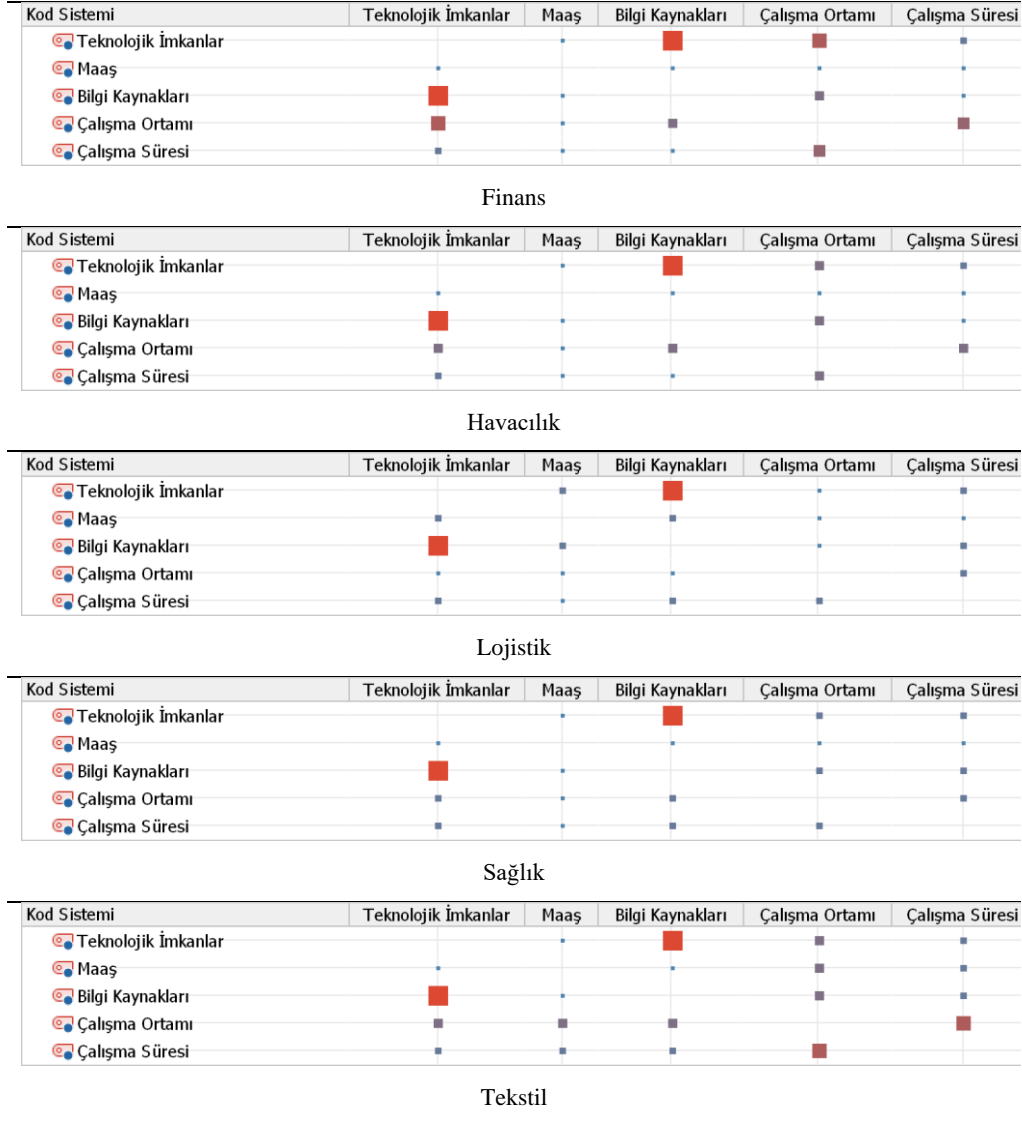 Kod Sistemi Teknolojik İmkanlar Maaş Bilgi Kaynakları Çalışma Ortamı Çalışma Süresi
Teknolojik İmkanlar
Maaş
Bilgi Kaynakları
Çalışma Ortamı
Çalışma Süresi
Finans
Kod Sistemi Teknolojik İmkanlar Maaş Bilgi Kaynakları Çalışma Ortamı Çalışma Süresi
Teknolojik İmkanlar
Maaş
Bilgi Kaynakları
Çalışma Ortamı
Çalışma Süresi
Havacılık
Kod Sistemi Teknolojik İmkanlar Maaş Bilgi Kaynakları Çalışma Ortamı Çalışma Süresi
Teknolojik İmkanlar
Maaş
Bilgi Kaynakları
Çalışma Ortamı
Çalışma Süresi
Lojistik
Kod Sistemi Teknolojik İmkanlar Maaş Bilgi Kaynakları Çalışma Ortamı Çalışma Süresi
Teknolojik İmkanlar
Maaş
Bilgi Kaynakları
Çalışma Ortamı
Çalışma Süresi
Sağlık
Kod Sistemi Teknolojik İmkanlar Maaş Bilgi Kaynakları Çalışma Ortamı Çalışma Süresi
Teknolojik İmkanlar
Maaş
Bilgi Kaynakları
Çalışma Ortamı
Çalışma Süresi
Tekstil